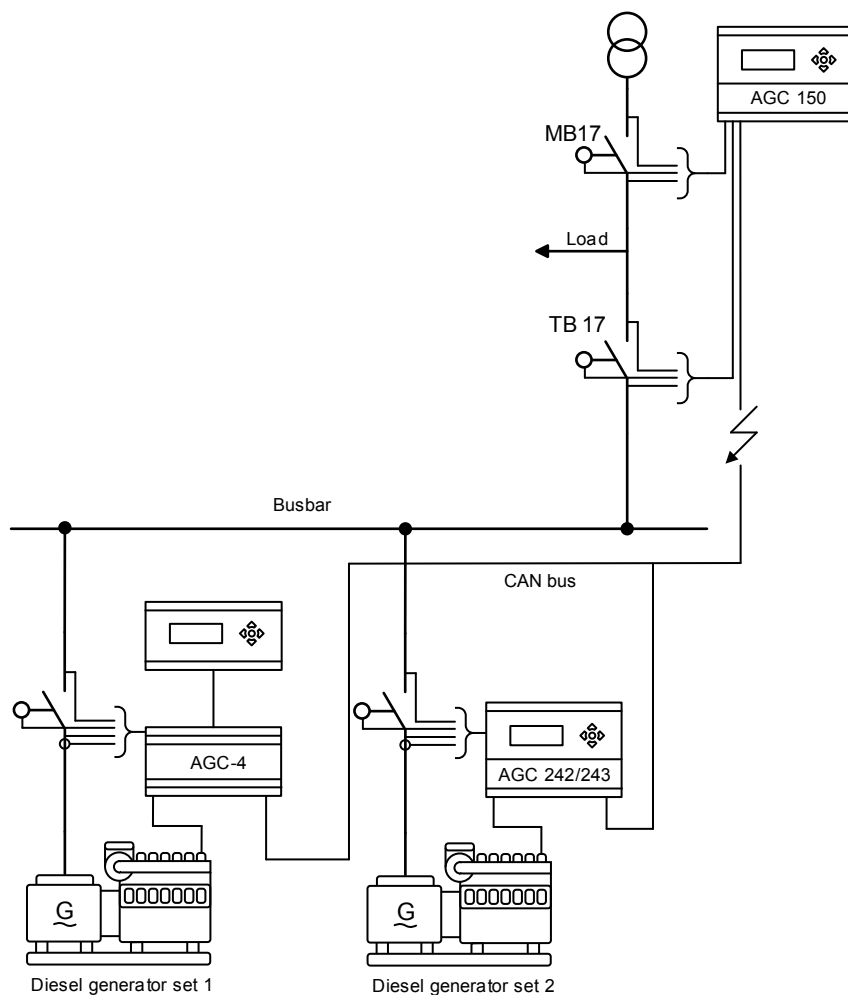 AGC 150
MB17
Load
TB 17
Busbar
CAN bus
AGC-4
AGC 242/243
G
G
Diesel generator set 1
Diesel generator set 2